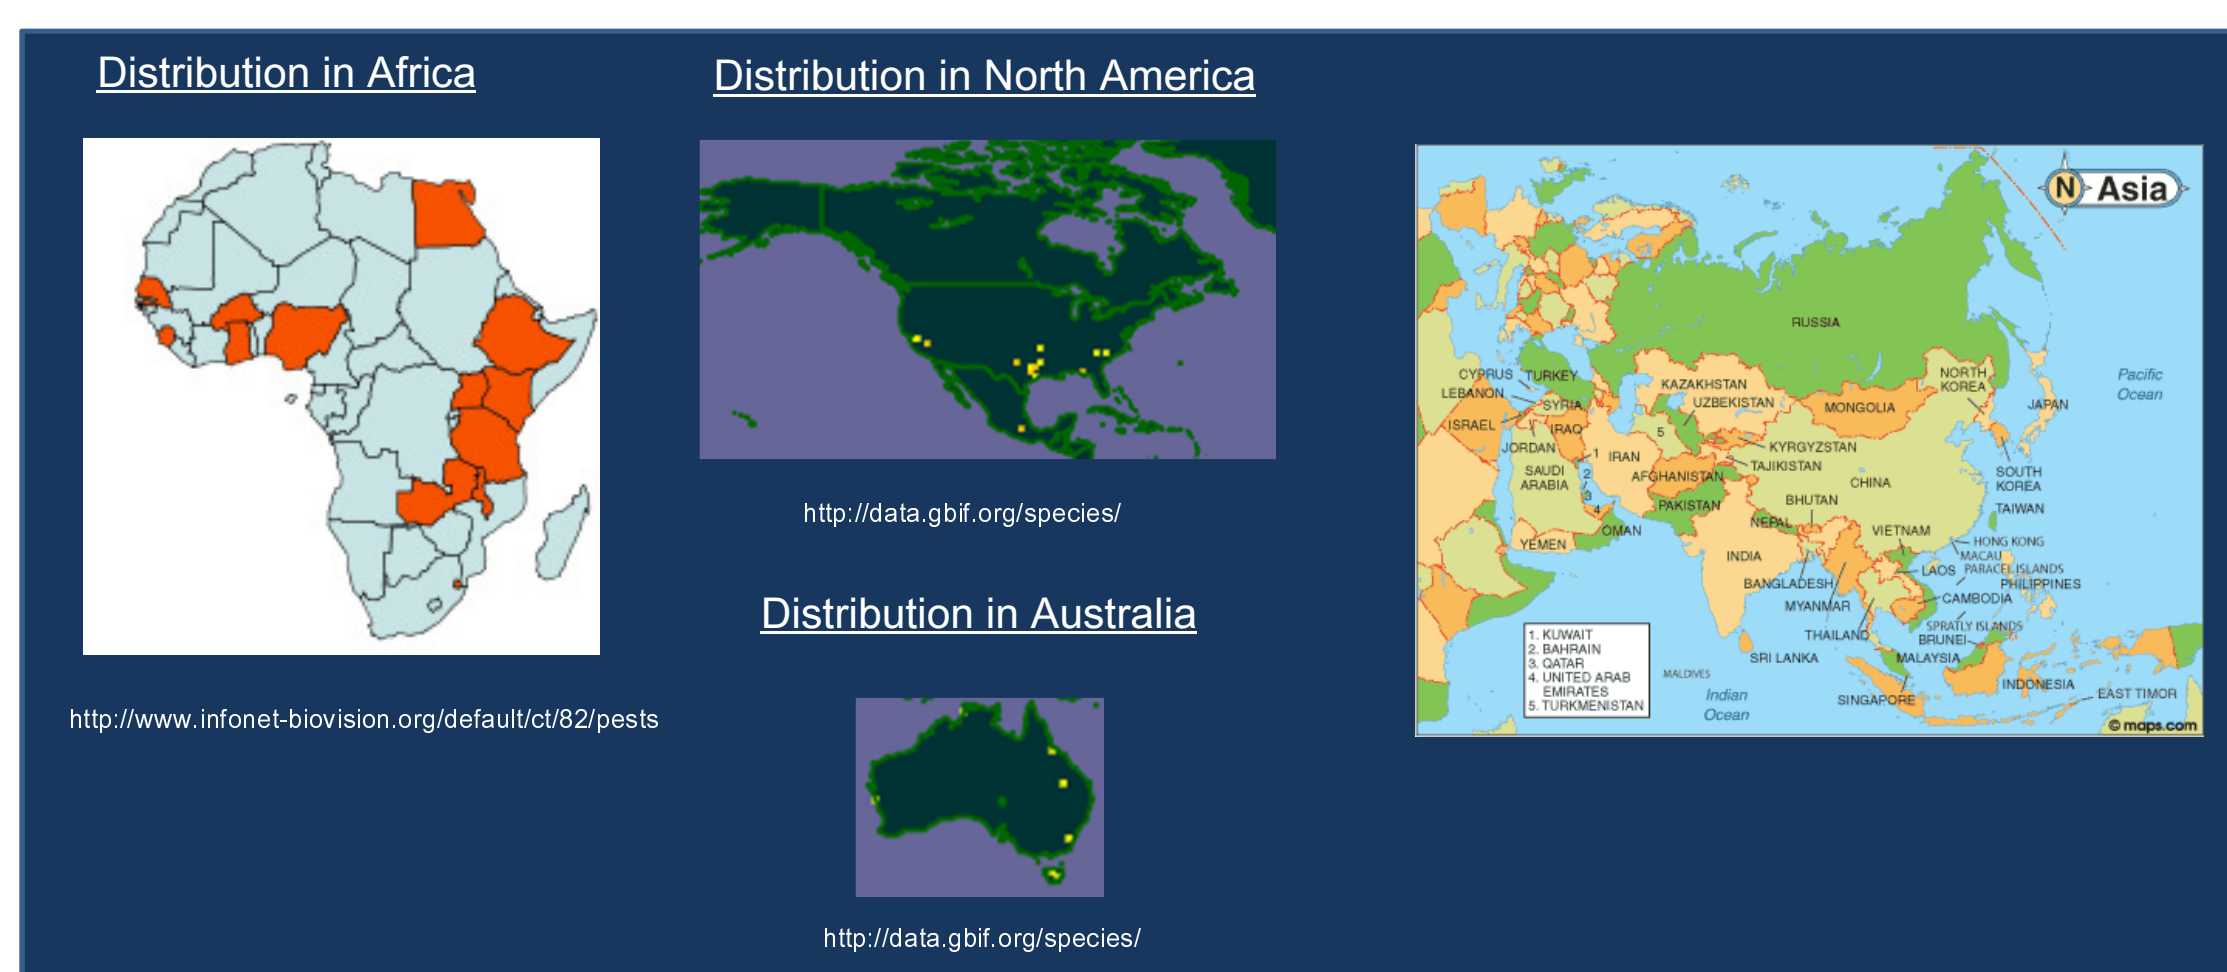 Distribution in Africa
http://www.infonet-biovision.org/default/ct/82/pests
Distribution in North America
http://data.gbif.org/species/
Distribution in Australia
http://data.gbif.org/species/
N Asia
RUSSIA
Pacific
Ocean
CYPRUS
TURKEY
LEBANON
SYRIA
ISRAEL
IRAQ
JORDAN
SAUDI
ARABIA
KAZAKHSTAN
UZBEKISTAN
5
1
IRAN
2
3
4
AFGHANISTAN
PAKISTAN
OMAN
YEMEN
MONGOLIA
NORTH
KOREA
JAPAN
KYRGYZSTAN
TAJIKISTAN
CHINA
SOUTH
KOREA
BHUTAN
NEPAL
TAIWAN
VIETNAM
HONG KONG
MACAU
INDIA
LAOS
PARACEL ISLANDS
PHILIPPINES
BANGLADESH
CAMBODIA
MYANMAR
SPRATLY ISLANDS
THAILAND
BRUNEI
SRI LANKA
MALAYSIA
MALDIVES
INDONESIA
SINGAPORE
EAST TIMOR
Indian
Ocean
1. KUWAIT
2. BAHRAIN
3. QATAR
4. UNITED ARAB
EMIRATES
5. TURKMENISTAN
© maps.com